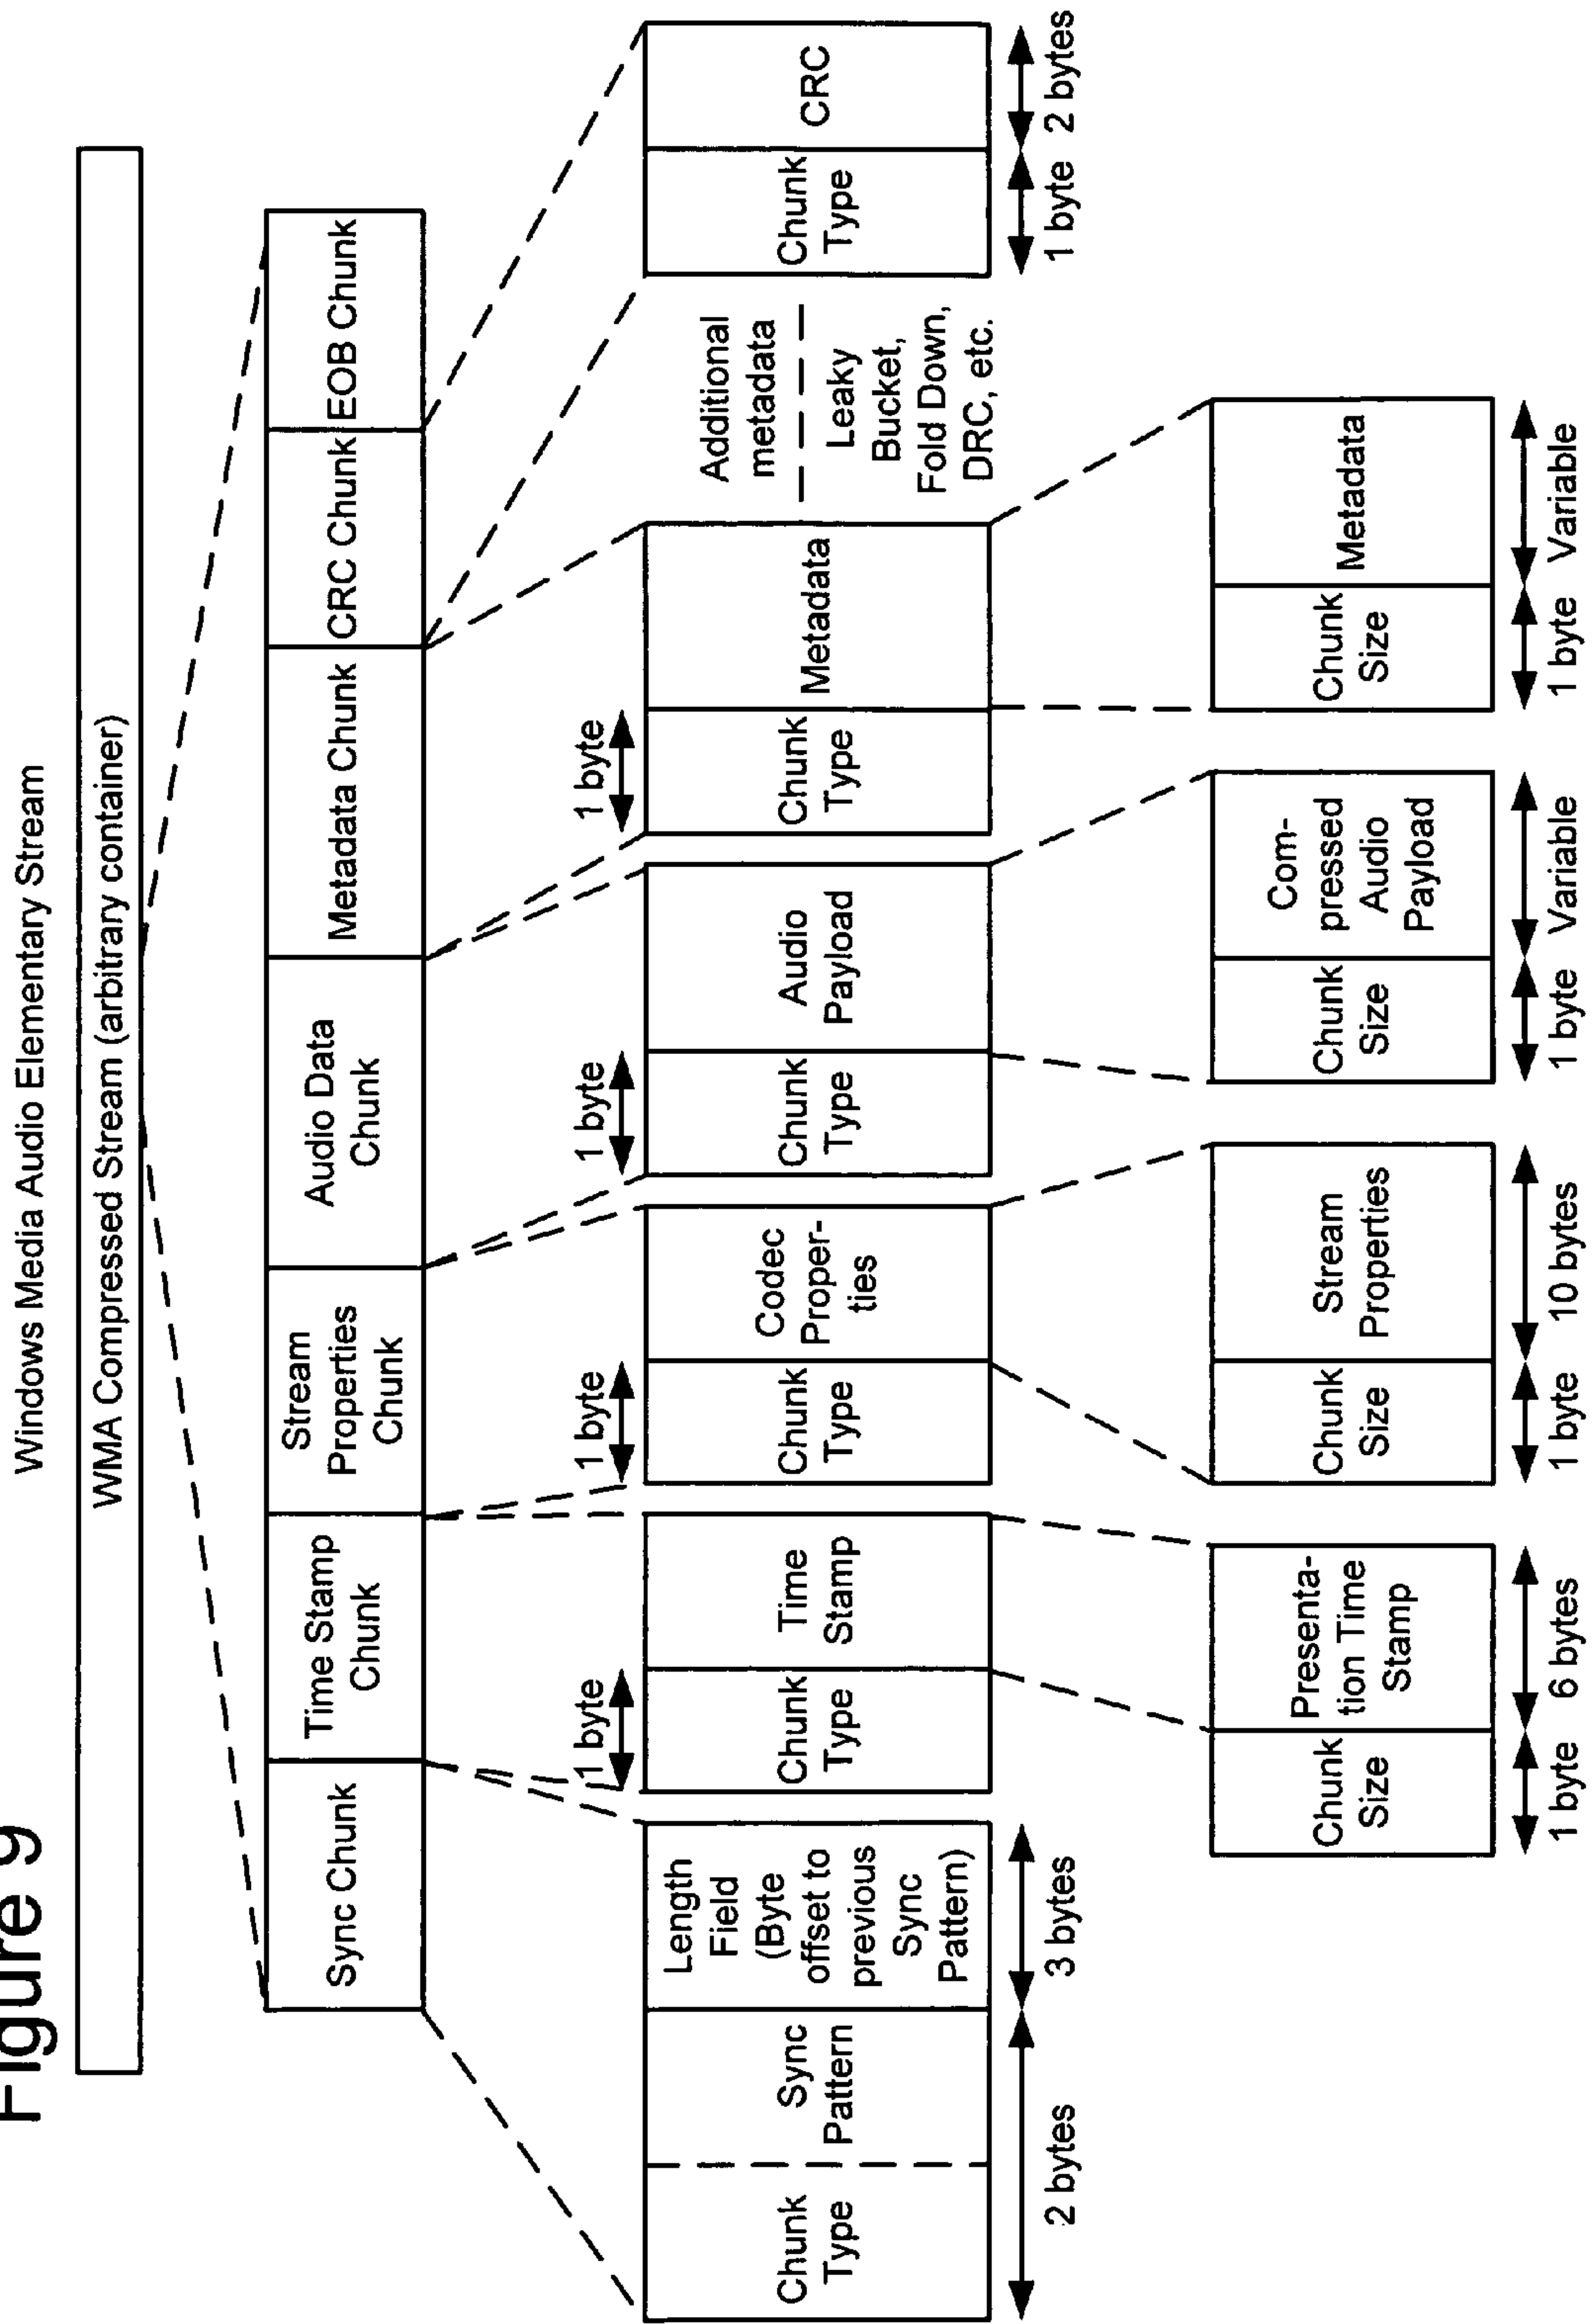 Figure 9
Windows Media Audio Elementary Stream
WMA Compressed Stream (arbitrary container)
Sync Chunk
Time Stamp
Chunk
Stream
Properties
Chunk
Audio Data
Chunk
Metadata Chunk
CRC Chunk
EOB Chunk
Chunk
Type
Sync
Pattern
Length
Field
(Byte
offset to
previous
Sync
Pattern)
2 bytes
3 bytes
1 byte
Chunk
Type
Time
Stamp
1 byte
Chunk
Type
Codec
Proper-
ties
1 byte
Chunk
Type
Audio
Payload
1 byte
Chunk
Type
Metadata
Additional
metadata
Leaky
Bucket,
Fold Down,
DRC, etc.
Chunk
Type
CRC
1 byte
2 bytes
Chunk
Size
Presenta-
tion Time
Stamp
1 byte
6 bytes
Chunk
Size
Stream
Properties
1 byte
10 bytes
Chunk
Size
Com-
pressed
Audio
Payload
1 byte
Variable
Chunk
Size
Metadata
1 byte
Variable